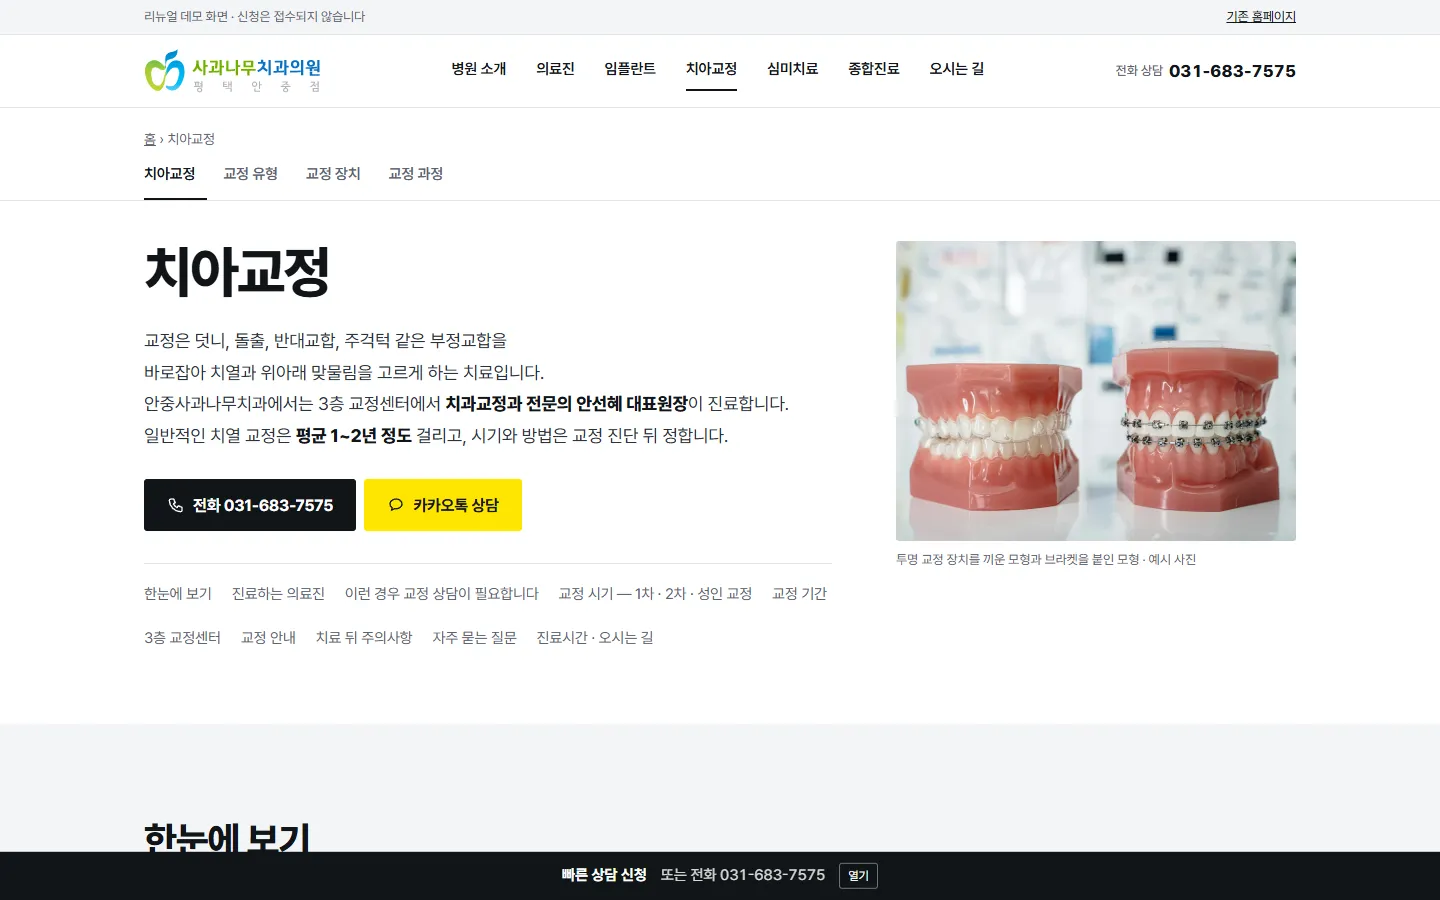 리뉴얼 데모 화면 · 신청은 접수되지 않습니다
기존 홈페이지
사과나무치과의원
평 택 안 중 점
병원 소개
의료진
임플란트
치아교정
심미치료
종합진료
오시는 길
전화 상담 031-683-7575
홈 › 치아교정
치아교정
교정 유형
교정 장치
교정 과정
치아교정
교정은 덧니, 돌출, 반대교합, 주걱턱 같은 부정교합을
바로잡아 치열과 위아래 맞물림을 고르게 하는 치료입니다.
안중사과나무치과에서는 3층 교정센터에서 치과교정과 전문의 안선혜 대표원장이 진료합니다.
일반적인 치열 교정은 평균 1~2년 정도 걸리고, 시기와 방법은 교정 진단 뒤 정합니다.
전화 031-683-7575
카카오톡 상담
투명 교정 장치를 끼운 모형과 브라켓을 붙인 모형 · 예시 사진
한눈에 보기
진료하는 의료진
이런 경우 교정 상담이 필요합니다
교정 시기 — 1차 · 2차 · 성인 교정
교정 기간
3층 교정센터
교정 안내
치료 뒤 주의사항
자주 묻는 질문
진료시간 · 오시는 길
한눈에 보기
빠른 상담 신청 또는 전화 031-683-7575 열기